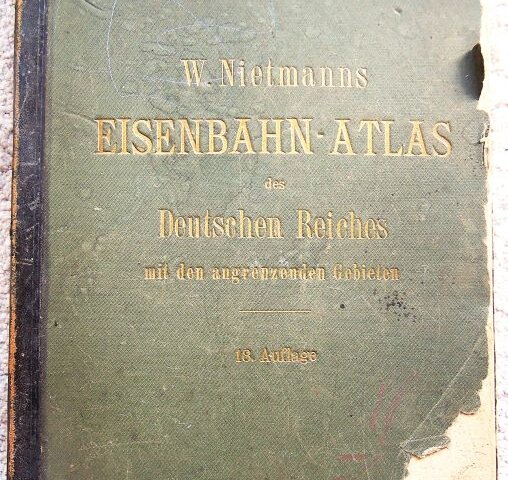 W. Nietmanns
EISENBAHN-ATLAS
des
Deutschen Reiches
mit den angrenzenden Gebieten
18. Auflage